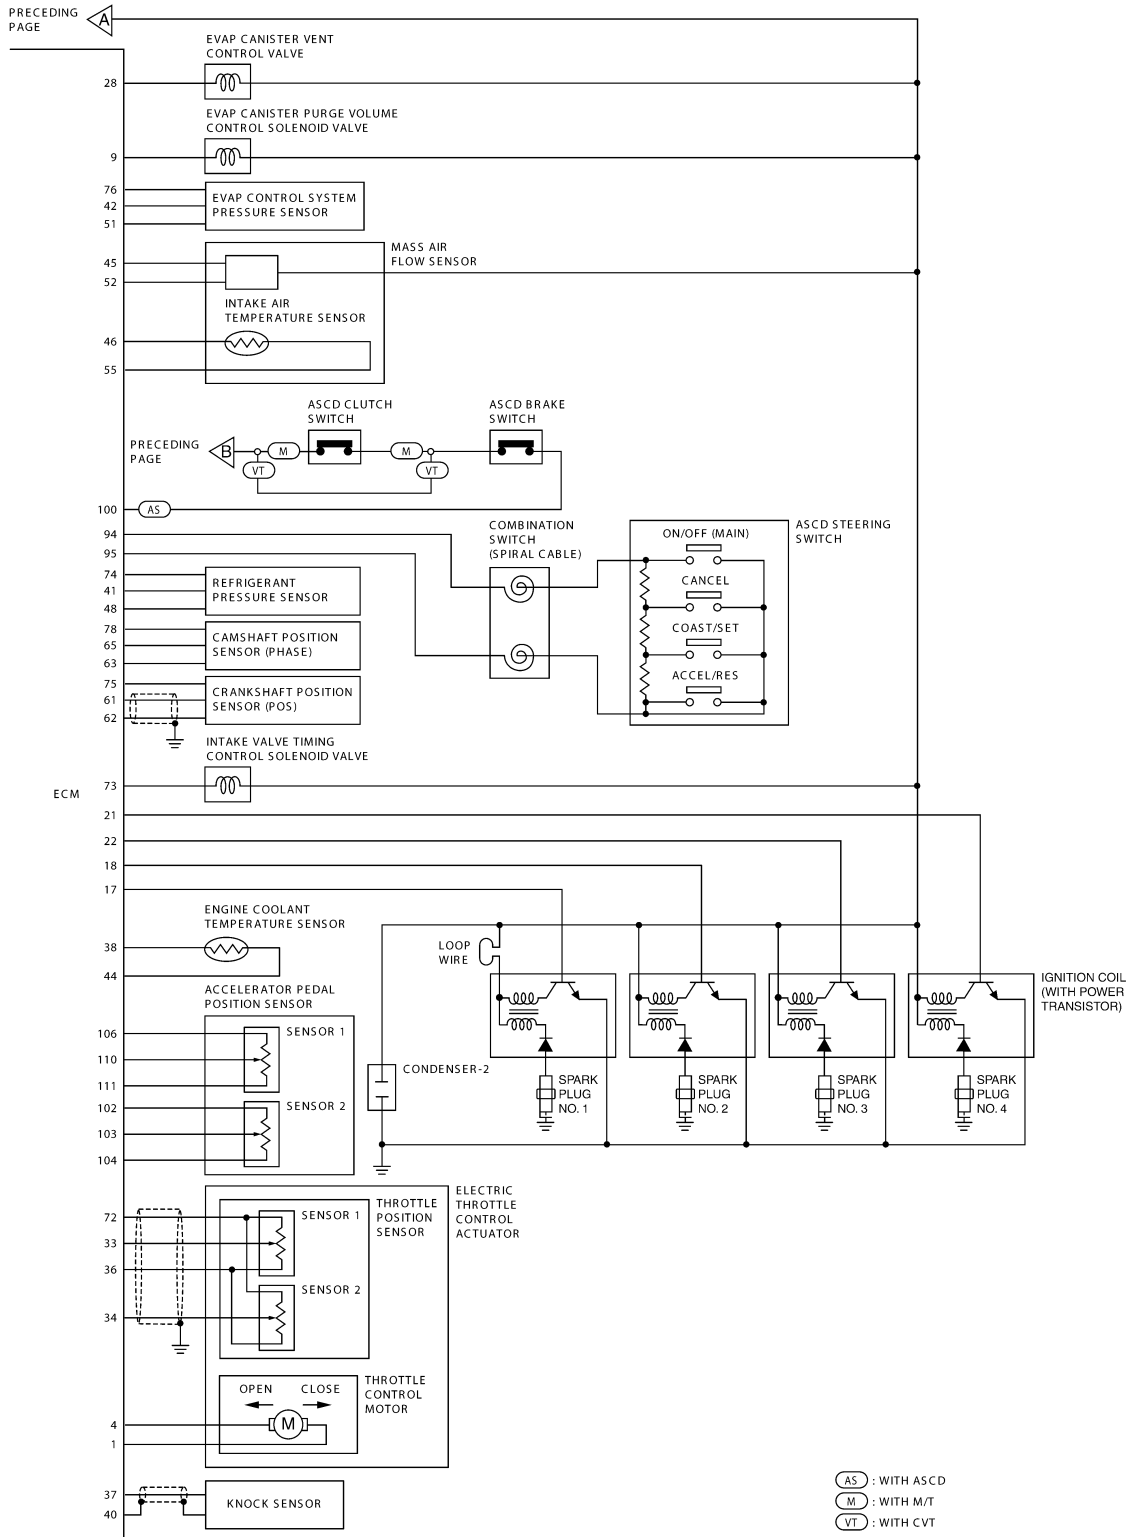 PRECEDING
PAGE
A
EVAP CANISTER VENT
CONTROL VALVE
28
EVAP CANISTER PURGE VOLUME
CONTROL SOLENOID VALVE
9
76
42
51
EVAP CONTROL SYSTEM
PRESSURE SENSOR
MASS AIR
FLOW SENSOR
45
52
INTAKE AIR
TEMPERATURE SENSOR
46
55
ASCD CLUTCH
SWITCH
ASCD BRAKE
SWITCH
PRECEDING
PAGE
B
M
M
VT
VT
100
AS
94
95
COMBINATION
SWITCH
(SPIRAL CABLE)
ASCD STEERING
SWITCH
ON/OFF (MAIN)
CANCEL
COAST/SET
ACCEL/RES
74
41
48
REFRIGERANT
PRESSURE SENSOR
78
65
63
CAMSHAFT POSITION
SENSOR (PHASE)
75
61
62
CRANKSHAFT POSITION
SENSOR (POS)
INTAKE VALVE TIMING
CONTROL SOLENOID VALVE
73
ECM
21
22
18
17
ENGINE COOLANT
TEMPERATURE SENSOR
38
44
LOOP
WIRE
IGNITION COIL
(WITH POWER
TRANSISTOR)
ACCELERATOR PEDAL
POSITION SENSOR
106
110
111
SENSOR 1
102
103
104
SENSOR 2
CONDENSER-2
SPARK
PLUG
NO. 1
SPARK
PLUG
NO. 2
SPARK
PLUG
NO. 3
SPARK
PLUG
NO. 4
ELECTRIC
THROTTLE
CONTROL
ACTUATOR
THROTTLE
POSITION
SENSOR
72
33
36
34
SENSOR 1
SENSOR 2
THROTTLE
CONTROL
MOTOR
OPEN
CLOSE
M
4
1
37
40
KNOCK SENSOR
AS : WITH ASCD
M : WITH M/T
VT : WITH CVT